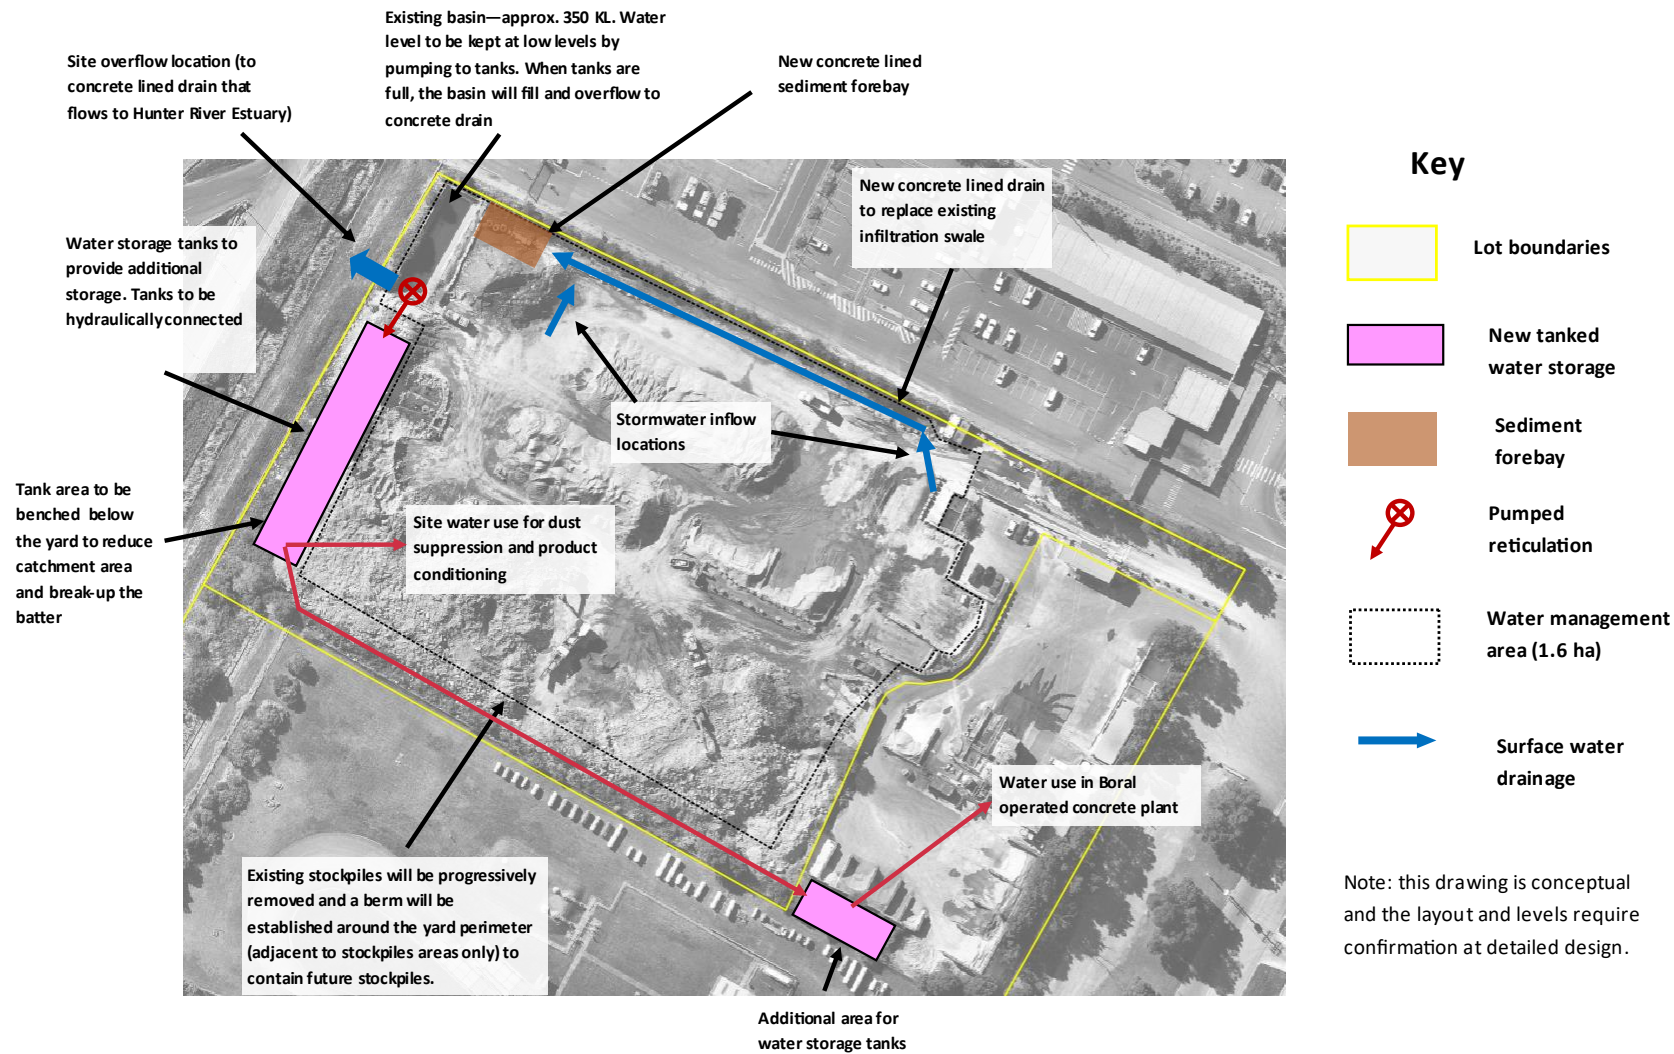 Existing basin—approx. 350 KL. Water
level to be kept at low levels by
pumping to tanks. When tanks are
full, the basin will fill and overflow to
concrete drain
Site overflow location (to
concrete lined drain that
flows to Hunter River Estuary)
New concrete lined
sediment forebay
New concrete lined drain
to replace existing
infiltration swale
Water storage tanks to
provide additional
storage. Tanks to be
hydraulically connected
Stormwater inflow
locations
Tank area to be
benched below
the yard to reduce
catchment area
and break-up the
batter
Site water use for dust
suppression and product
conditioning
Water use in Boral
operated concrete plant
Existing stockpiles will be progressively
removed and a berm will be
established around the yard perimeter
(adjacent to stockpiles areas only) to
contain future stockpiles.
Additional area for
water storage tanks
Key
Lot boundaries
New tanked
water storage
Sediment
forebay
Pumped
reticulation
Water management
area (1.6 ha)
Surface water
drainage
Note: this drawing is conceptual
and the layout and levels require
confirmation at detailed design.